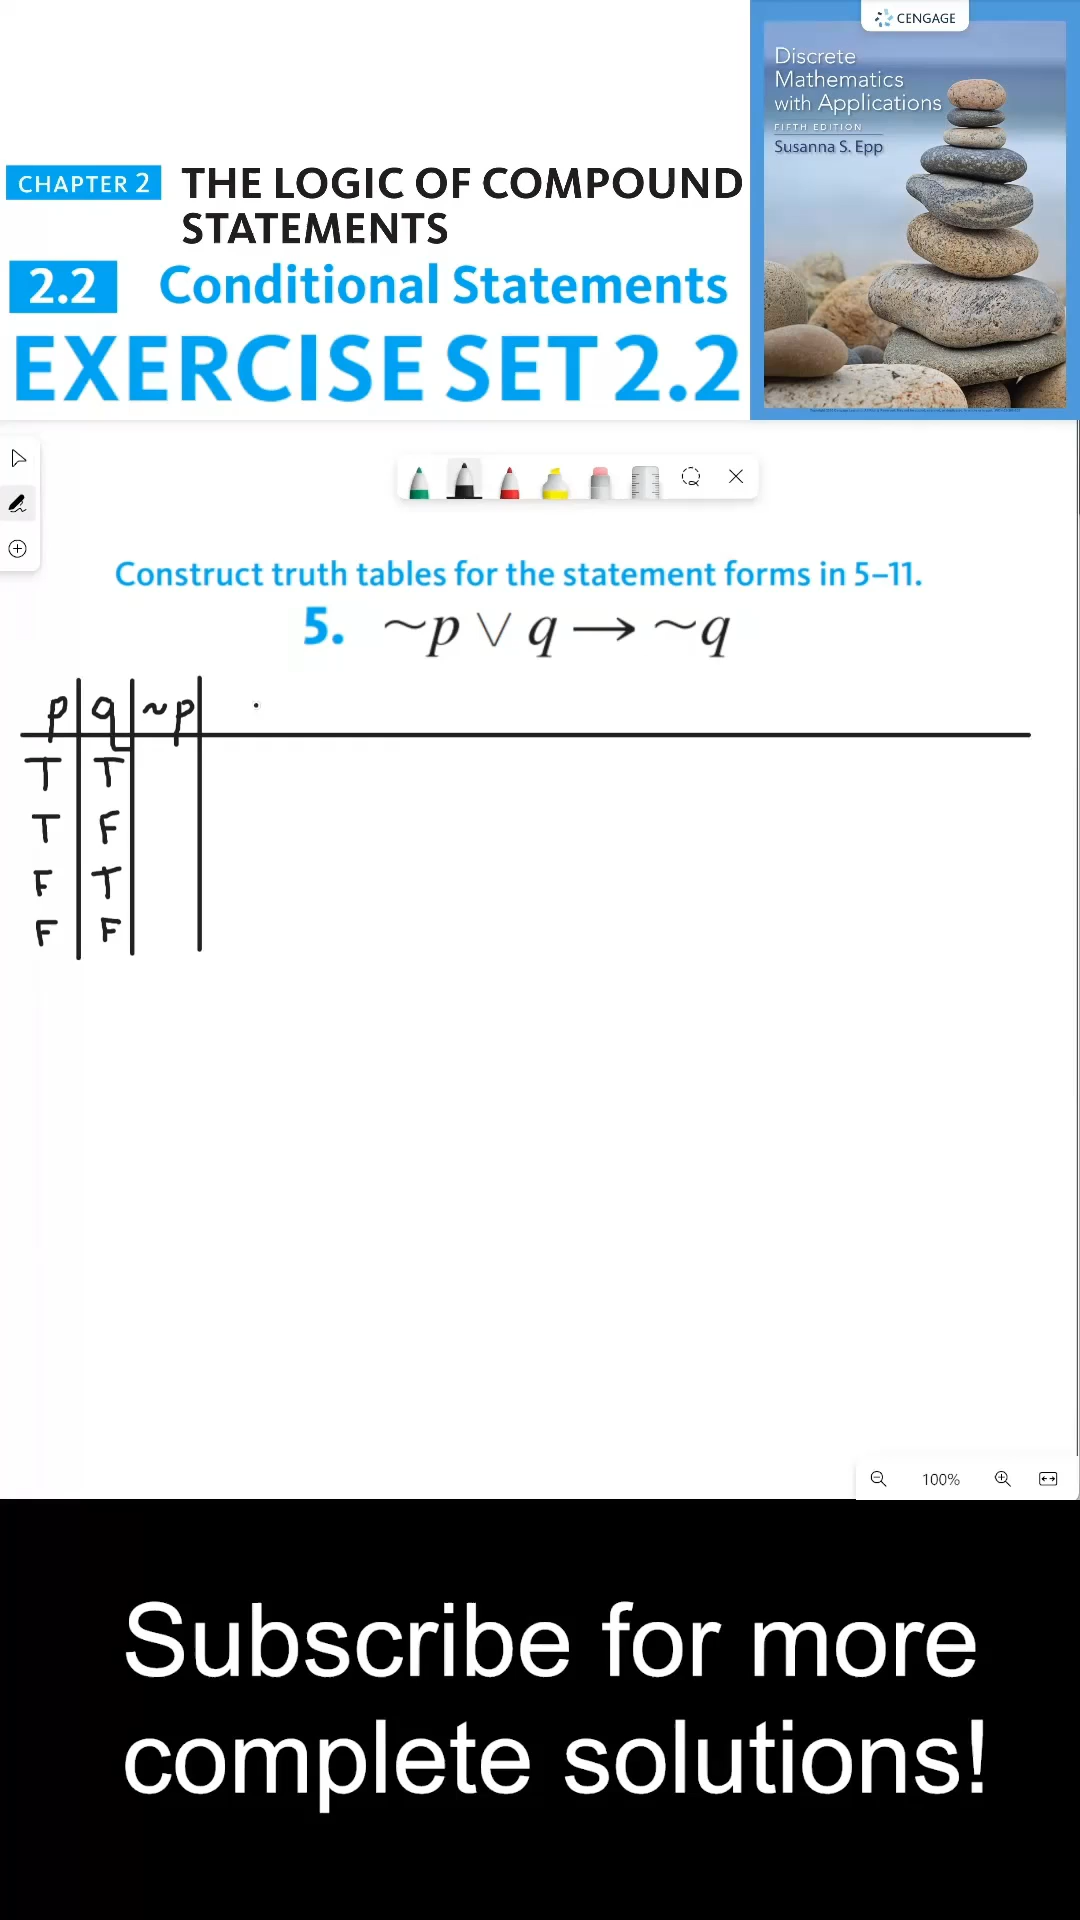 CENGAGE
Discrete
Mathematics
with Applications
FIFTH EDITION
Susanna S. Epp
CHAPTER 2 THE LOGIC OF COMPOUND
STATEMENTS
2.2 Conditional Statements
EXERCISE SET 2.2
Construct truth tables for the statement forms in 5–11.
5. ~p ∨ q → ~q
p q ~p
T T
T F
F T
F F
100%
Subscribe for more
complete solutions!